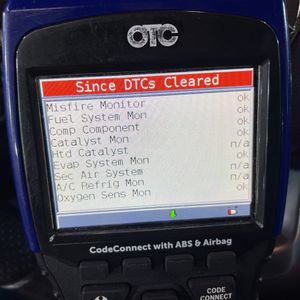 OTC
Since DTCs Cleared
Misfire Monitor ok
Fuel System Mon ok
Comp Component ok
Catalyst Mon ok
Htd Catalyst n/a
Evap System Mon ok
Sec Air System n/a
A/C Refrig Mon n/a
Oxygen Sens Mon ok
CodeConnect with ABS & Airbag
CODE
CONNECT